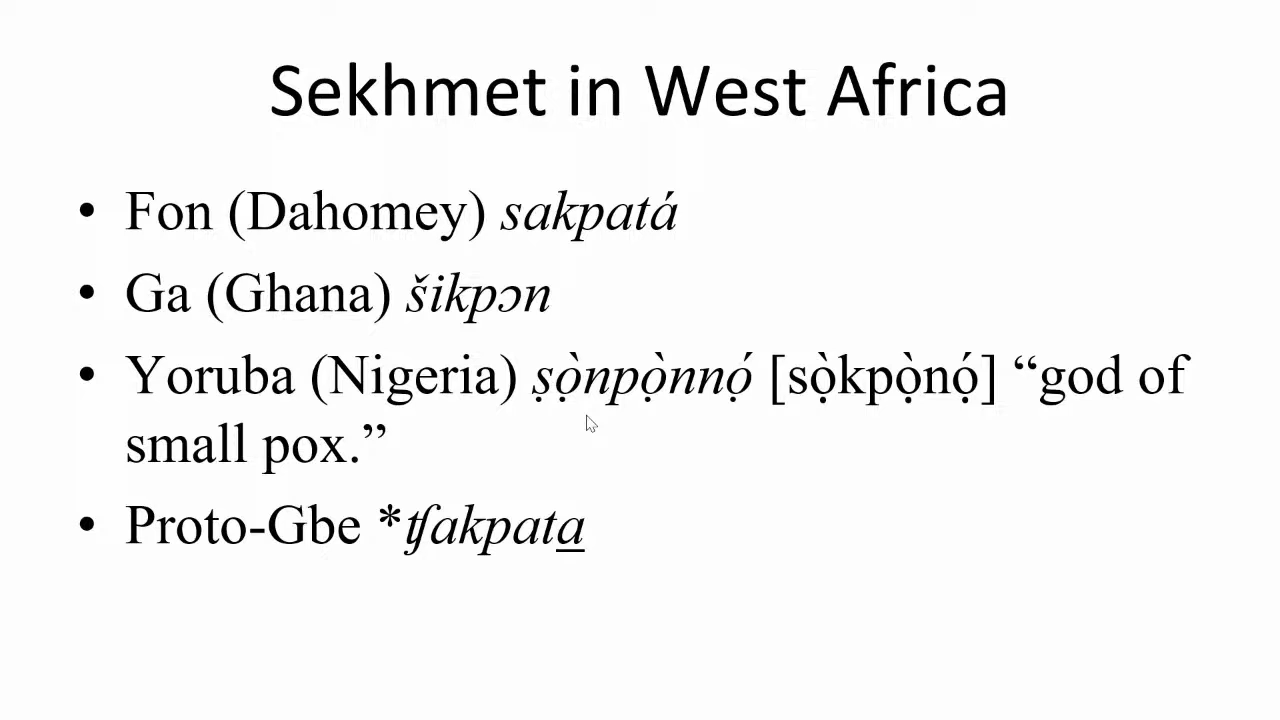 Sekhmet in West Africa
• Fon (Dahomey) sakpatá
• Ga (Ghana) šikpɔn
• Yoruba (Nigeria) ṣọ̀npọ̀nnọ́ [sọ̀kpọ̀nọ́] “god of
small pox.”
• Proto-Gbe *ʧakpata̲